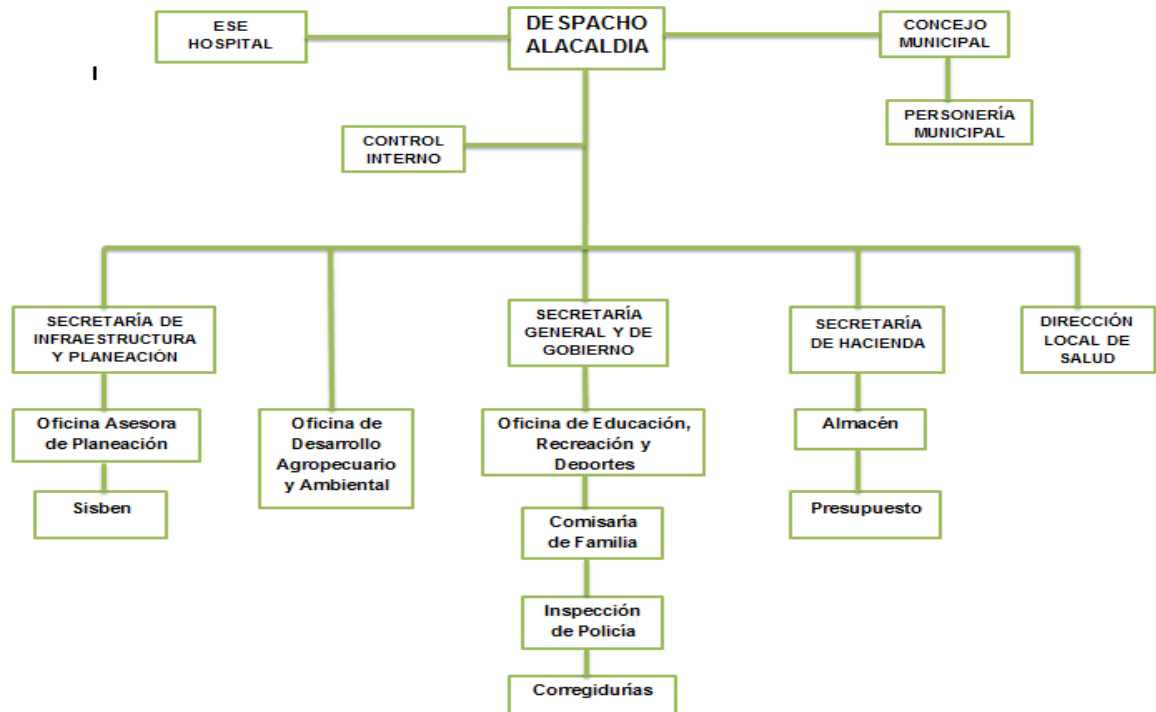 ESE
HOSPITAL
DESPACHO
ALACALDIA
CONCEJO
MUNICIPAL
I
PERSONERÍA
MUNICIPAL
CONTROL
INTERNO
SECRETARÍA DE
INFRAESTRUCTURA
Y PLANEACIÓN
SECRETARÍA
GENERAL Y DE
GOBIERNO
SECRETARÍA
DE HACIENDA
DIRECCIÓN
LOCAL DE
SALUD
Oficina Asesora
de Planeación
Oficina de
Desarrollo
Agropecuario
y Ambiental
Oficina de Educación,
Recreación y
Deportes
Almacén
Sisben
Presupuesto
Comisaría
de Familia
Inspección
de Policía
Corregidurías